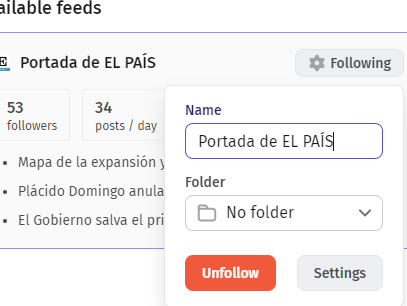 ailable feeds
E Portada de EL PAÍS Following
53 34
followers posts / day
Name
Portada de EL PAÍS
Mapa de la expansión y
Folder
Plácido Domingo anula
No folder
El Gobierno salva el pri
Unfollow Settings